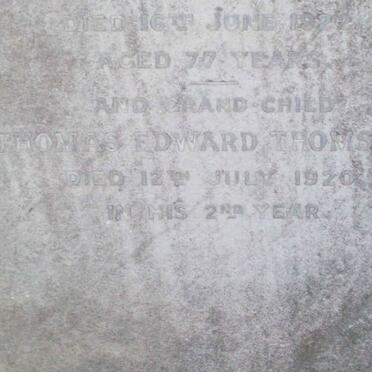 DIED 16TH JUNE
AGED 77 YEARS.
AND GRAND-CHILD
THOMAS EDWARD THOMS
DIED 12TH JULY 1920
IN HIS 2ND YEAR.